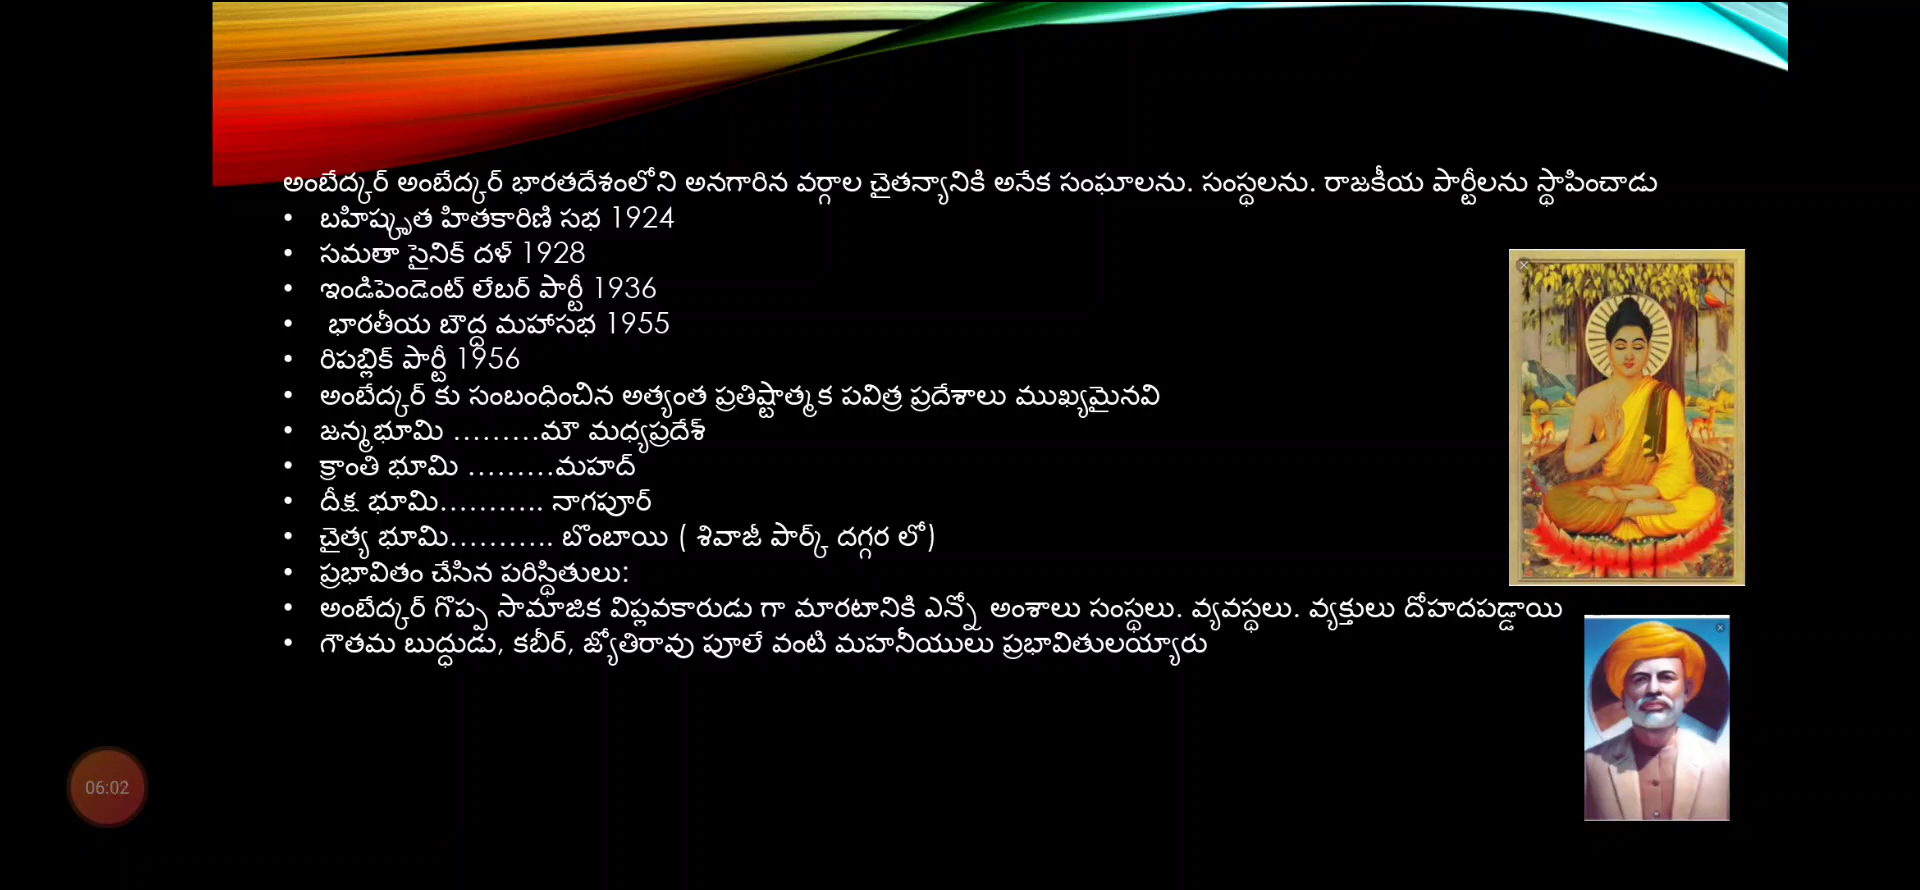 అంబేద్కర్ అంబేద్కర్ భారతదేశంలోని అనగారిన వర్గాల చైతన్యానికి అనేక సంఘాలను. సంస్థలను. రాజకీయ పార్టీలను స్థాపించాడు
• బహిష్కృత హితకారిణి సభ 1924
• సమతా సైనిక్ దళ్ 1928
• ఇండిపెండెంట్ లేబర్ పార్టీ 1936
• భారతీయ బౌద్ధ మహాసభ 1955
• రిపబ్లిక్ పార్టీ 1956
• అంబేద్కర్ కు సంబంధించిన అత్యంత ప్రతిష్టాత్మక పవిత్ర ప్రదేశాలు ముఖ్యమైనవి
• జన్మభూమి .........మౌ మధ్యప్రదేశ్
• క్రాంతి భూమి .........మహద్
• దీక్ష భూమి........... నాగపూర్
• చైత్య భూమి........... బొంబాయి ( శివాజీ పార్క్ దగ్గర లో)
• ప్రభావితం చేసిన పరిస్థితులు:
• అంబేద్కర్ గొప్ప సామాజిక విప్లవకారుడు గా మారటానికి ఎన్నో అంశాలు సంస్థలు. వ్యవస్థలు. వ్యక్తులు దోహదపడ్డాయి
• గౌతమ బుద్ధుడు, కబీర్, జ్యోతిరావు పూలే వంటి మహనీయులు ప్రభావితులయ్యారు
06:02